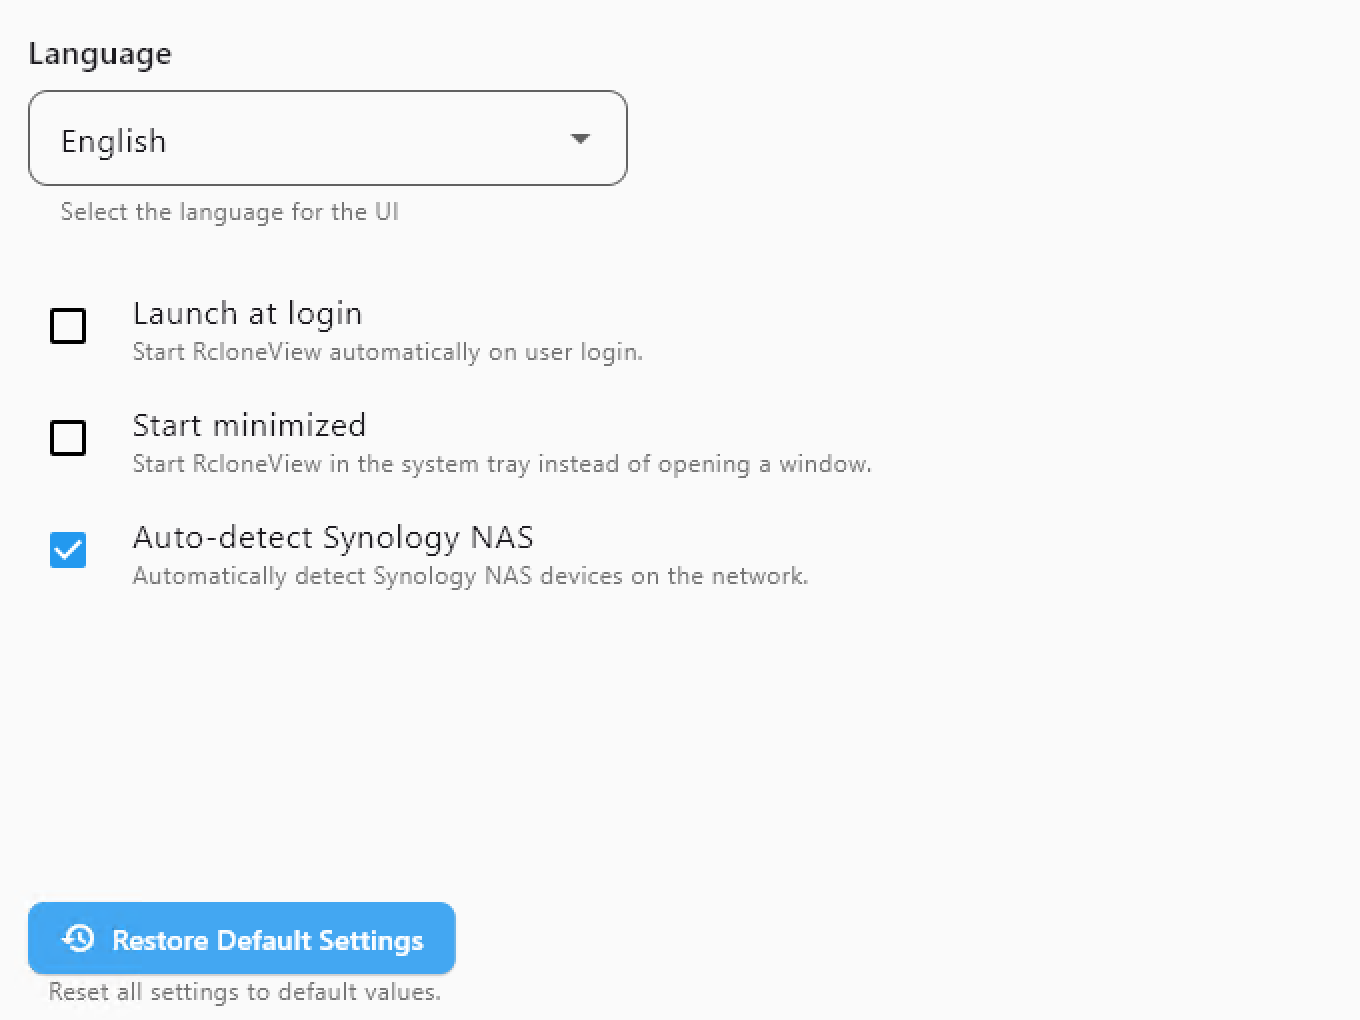 Language
English
Select the language for the UI
Launch at login
Start RcloneView automatically on user login.
Start minimized
Start RcloneView in the system tray instead of opening a window.
Auto-detect Synology NAS
Automatically detect Synology NAS devices on the network.
Restore Default Settings
Reset all settings to default values.